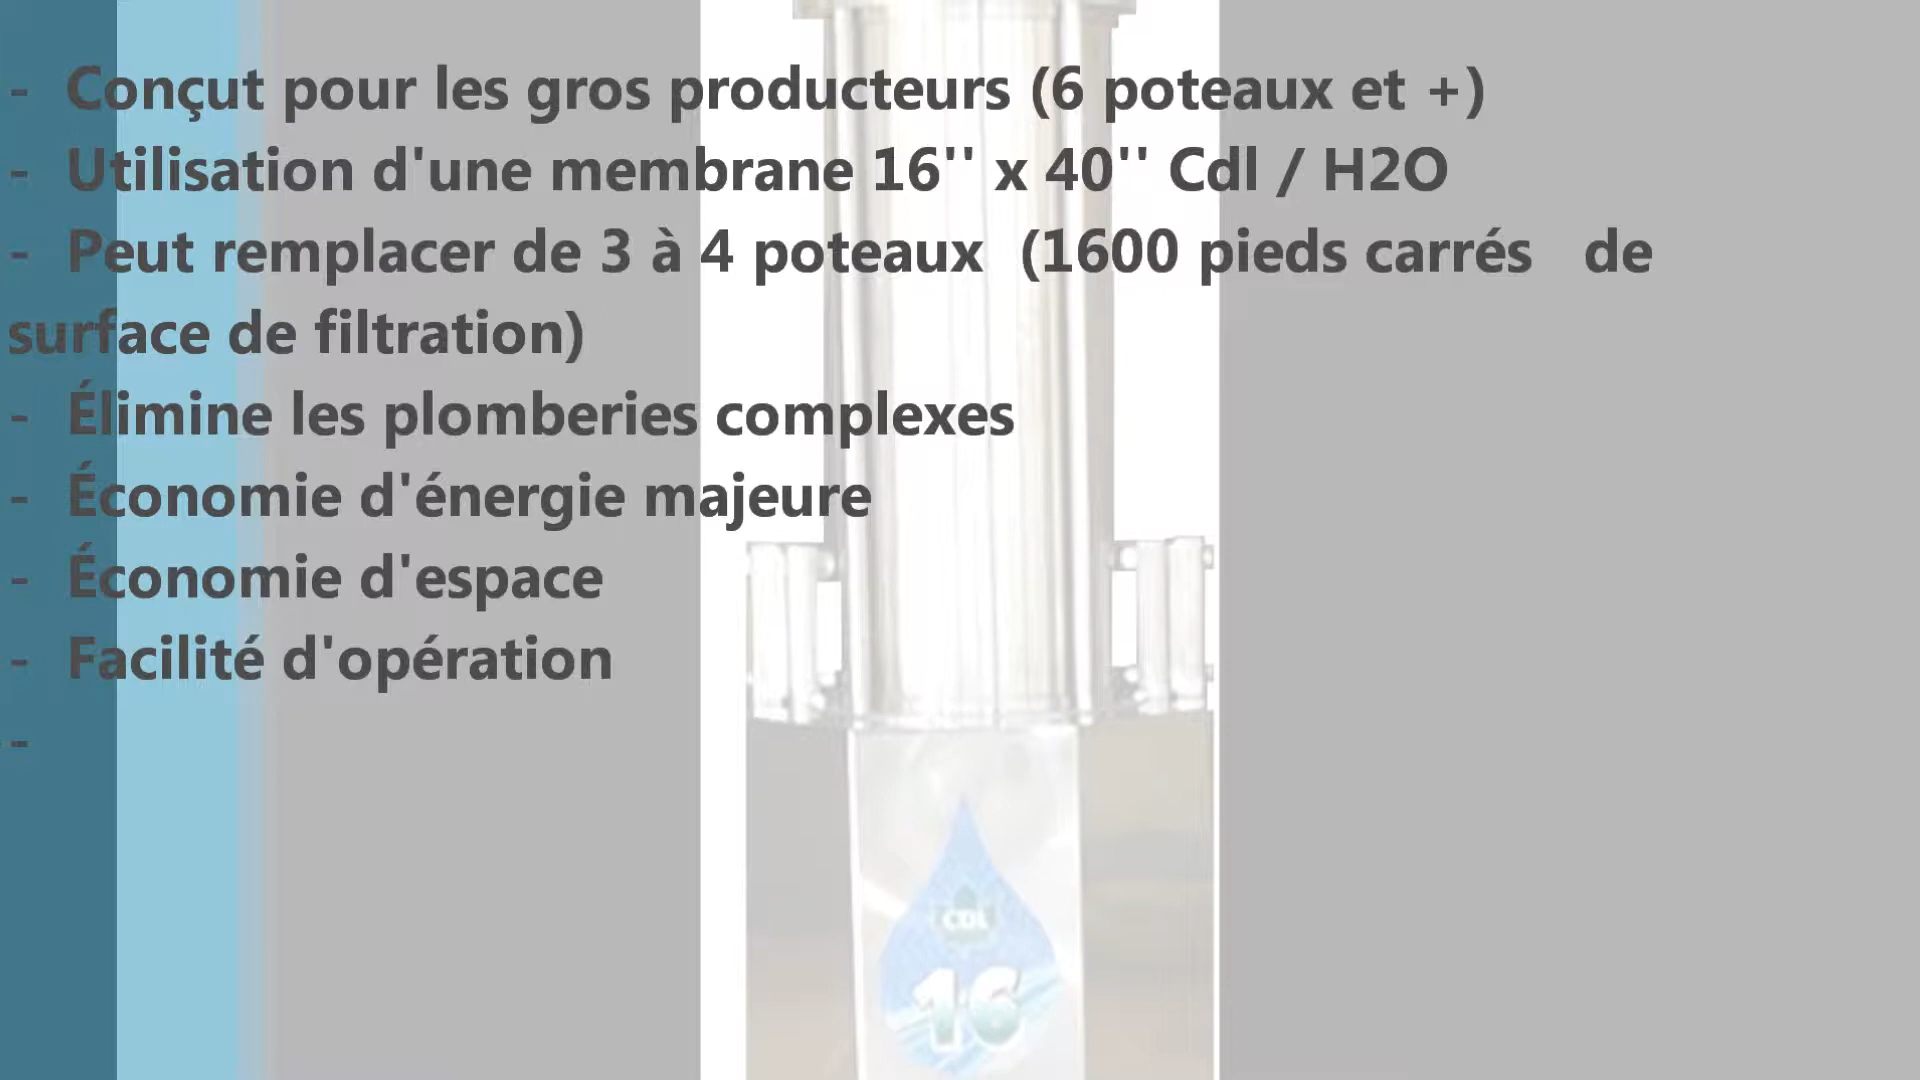 - Conçut pour les gros producteurs (6 poteaux et +)
- Utilisation d'une membrane 16'' x 40'' Cdl / H2O
- Peut remplacer de 3 à 4 poteaux (1600 pieds carrés de
surface de filtration)
- Élimine les plomberies complexes
- Économie d'énergie majeure
- Économie d'espace
- Facilité d'opération
-
CDL
16